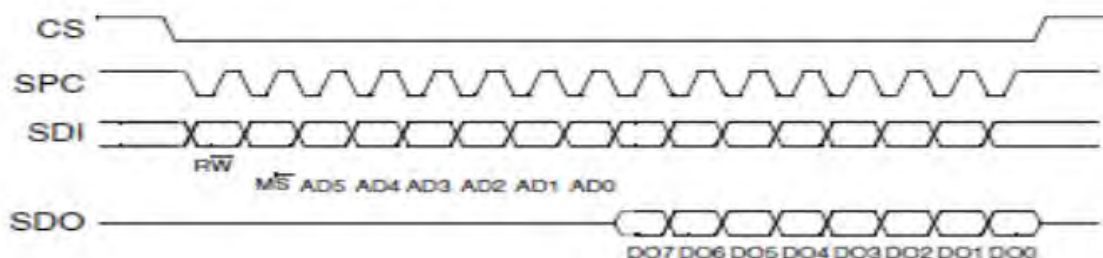 CS
SPC
SDI
RW
MS AD5 AD4 AD3 AD2 AD1 AD0
SDO
DO7 DO6 DO5 DO4 DO3 DO2 DO1 DO0